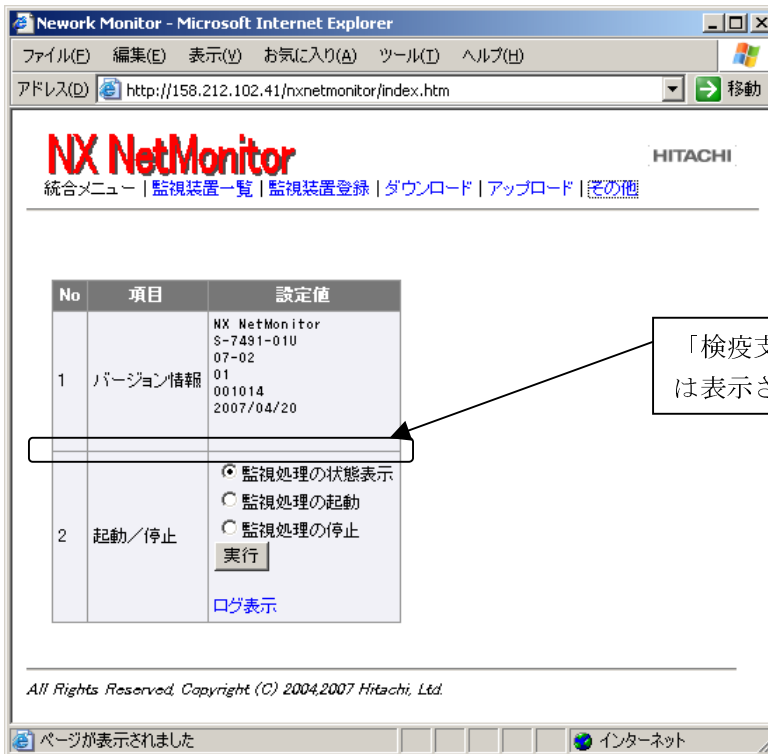 Nework Monitor - Microsoft Internet Explorer
ファイル(F) 編集(E) 表示(V) お気に入り(A) ツール(T) ヘルプ(H)
アドレス(D) http://158.212.102.41/nxnetmonitor/index.htm 移動
NX NetMonitor
HITACHI
統合メニュー | 監視装置一覧 | 監視装置登録 | ダウンロード | アップロード | その他
No 項目 設定値
1 バージョン情報
NX NetMonitor
S-7491-01U
07-02
01
001014
2007/04/20
2 起動／停止
監視処理の状態表示
監視処理の起動
監視処理の停止
実行
ログ表示
「検疫支
は表示さ
All Rights Reserved, Copyright (C) 2004,2007 Hitachi, Ltd.
ページが表示されました インターネット